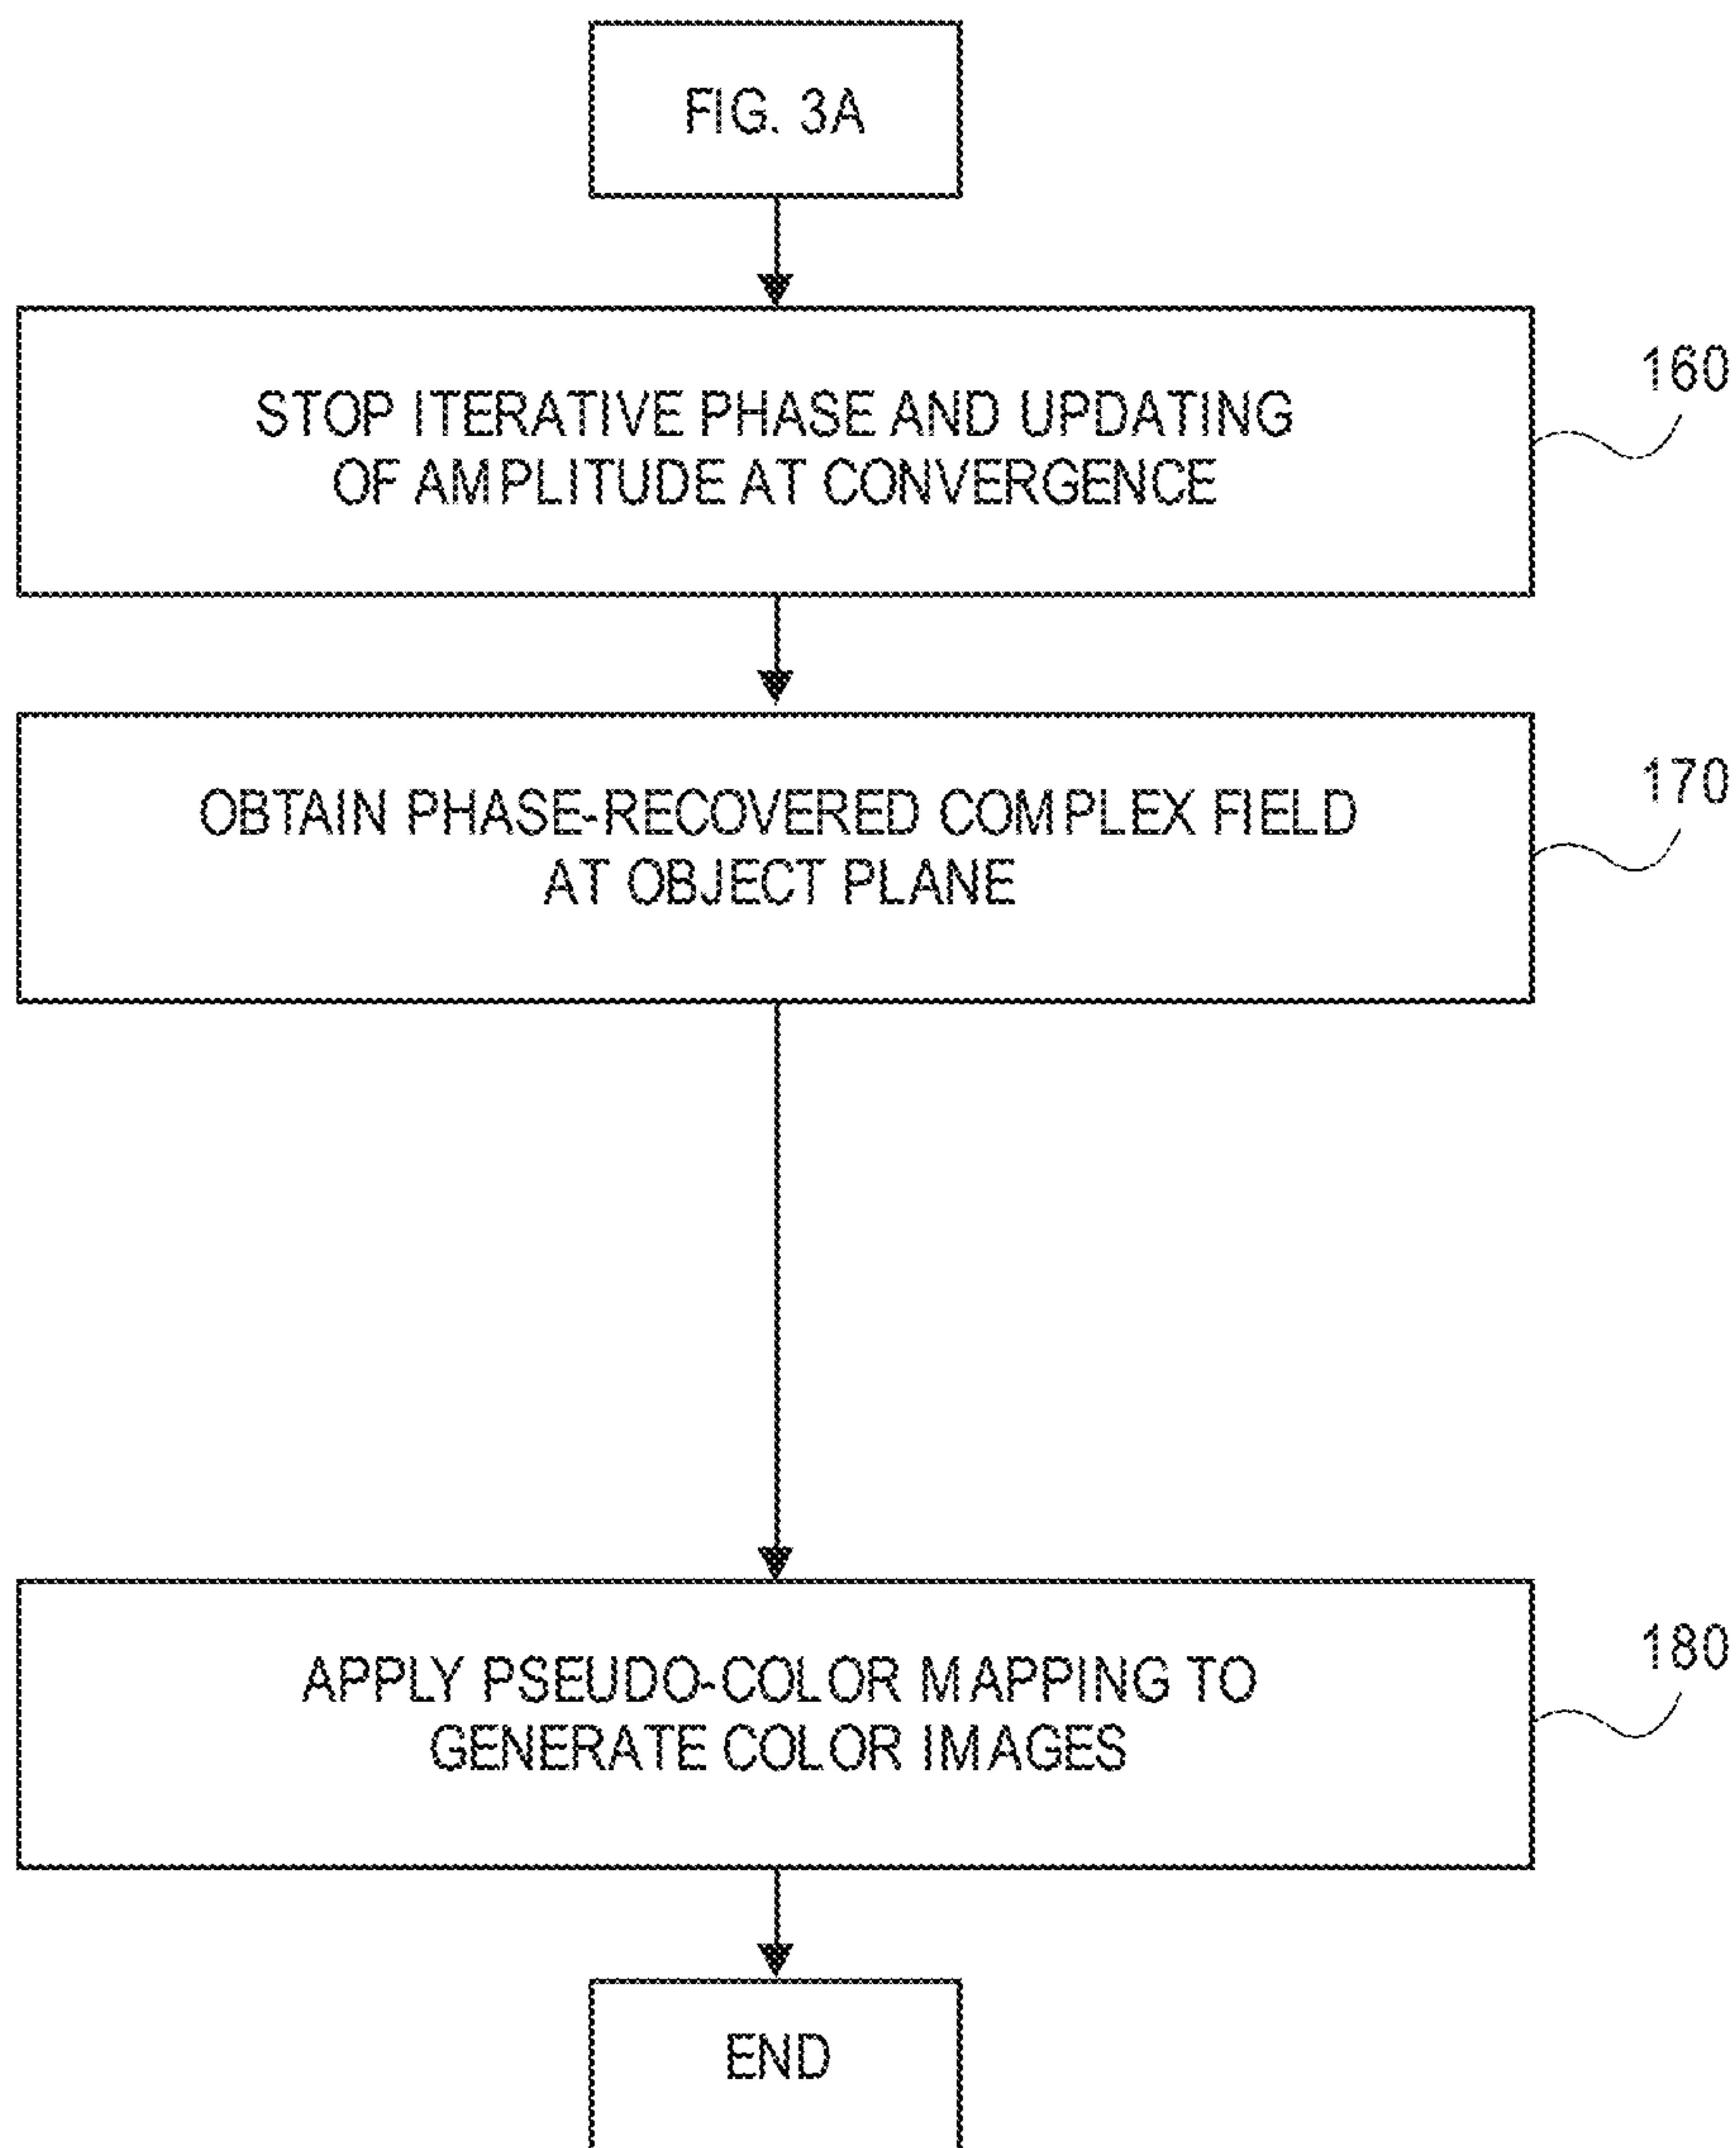 FIG. 3A
160
STOP ITERATIVE PHASE AND UPDATING
OF AMPLITUDE AT CONVERGENCE
170
OBTAIN PHASE-RECOVERED COMPLEX FIELD
AT OBJECT PLANE
180
APPLY PSEUDO-COLOR MAPPING TO
GENERATE COLOR IMAGES
END